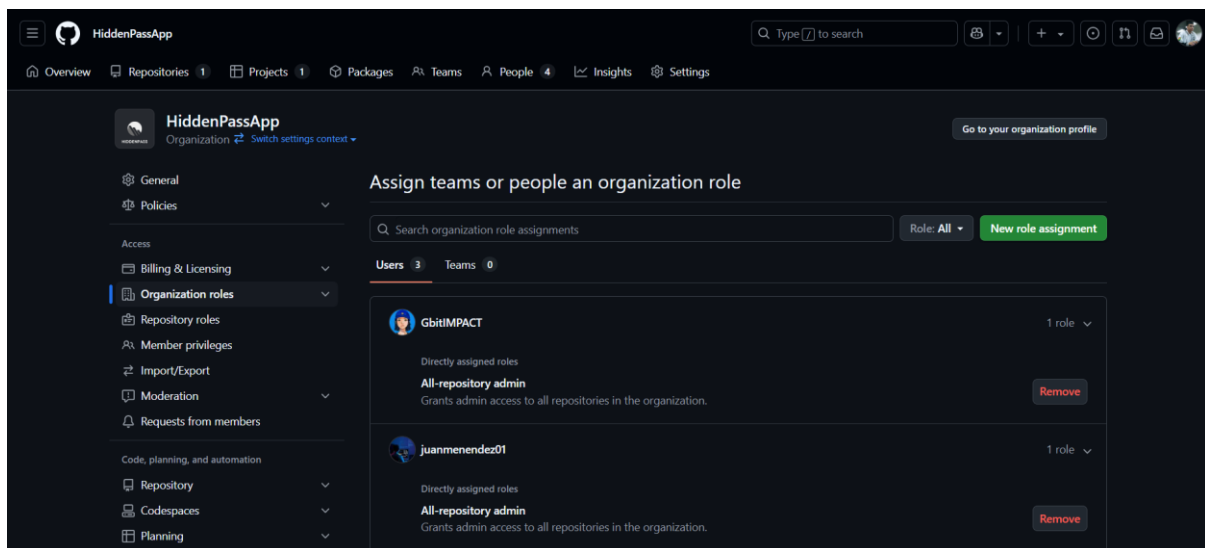 HiddenPassApp
Type / to search
Overview Repositories 1 Projects 1 Packages Teams People 4 Insights Settings
HiddenPassApp
Organization Switch settings context
Go to your organization profile
General
Policies
Access
Billing & Licensing
Organization roles
Repository roles
Member privileges
Import/Export
Moderation
Requests from members
Code, planning, and automation
Repository
Codespaces
Planning
Assign teams or people an organization role
Search organization role assignments
Role: All
New role assignment
Users 3 Teams 0
GbitIMPACT
1 role
Directly assigned roles
All-repository admin
Remove
Grants admin access to all repositories in the organization.
juanmenendez01
1 role
Directly assigned roles
All-repository admin
Remove
Grants admin access to all repositories in the organization.